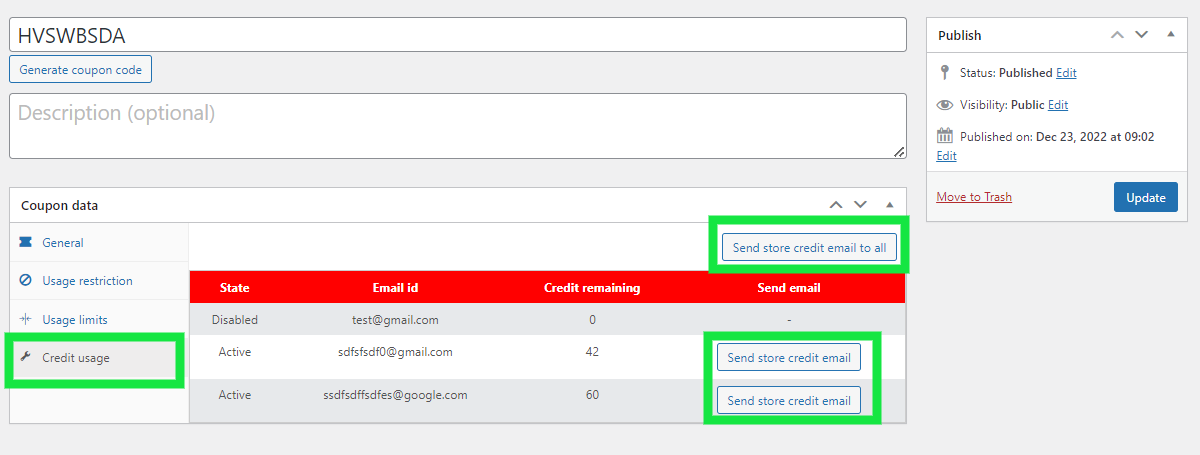 HVSWBSDA
Generate coupon code
Description (optional)
Coupon data
General
Usage restriction
Usage limits
Credit usage
Send store credit email to all
State Email id Credit remaining Send email
Disabled test@gmail.com 0 -
Active sdfsfsdf0@gmail.com 42 Send store credit email
Active ssdfsdffsdfes@google.com 60 Send store credit email
Publish
Status: Published Edit
Visibility: Public Edit
Published on: Dec 23, 2022 at 09:02
Edit
Move to Trash Update